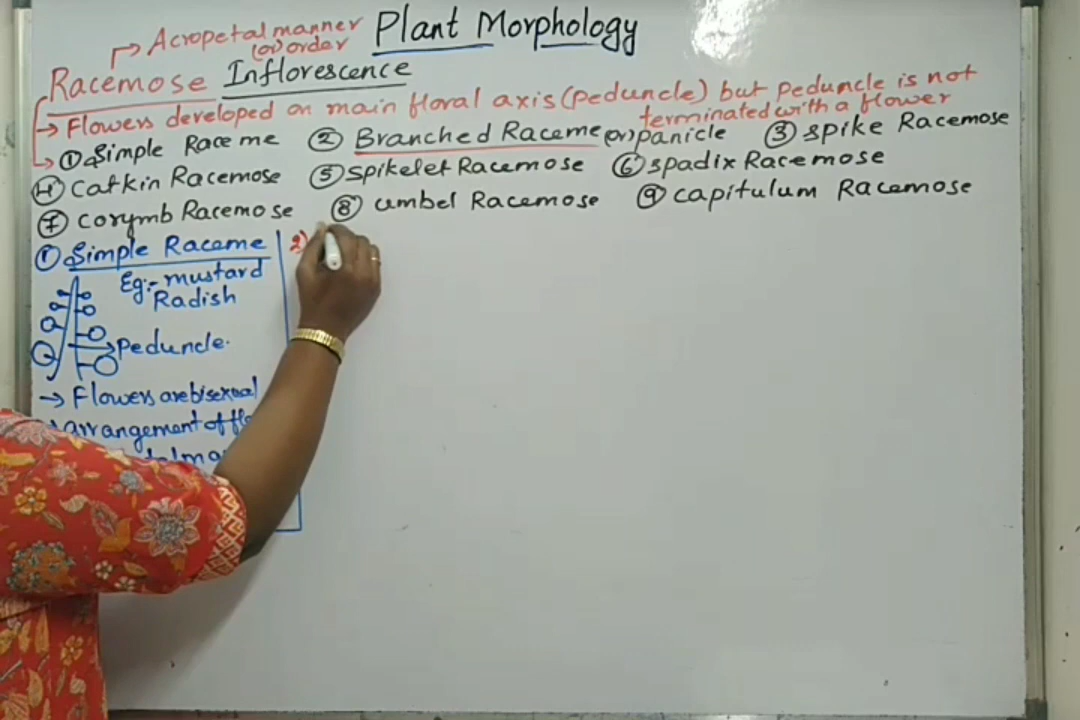 Plant Morphology
Acropetal manner
(or) order
Racemose Inflorescence
→ Flowers developed on main floral axis (peduncle) but peduncle is not
terminated with a flower
→ ① Simple Raceme ② Branched Raceme (or) panicle ③ spike Racemose
④ Catkin Racemose ⑤ spikelet Racemose ⑥ spadix Racemose
⑦ corymb Racemose ⑧ umbel Racemose ⑨ capitulum Racemose
① Simple Raceme
Eg:- mustard
Radish
Peduncle.
→ Flowers are bisexual
arrangement of
2)